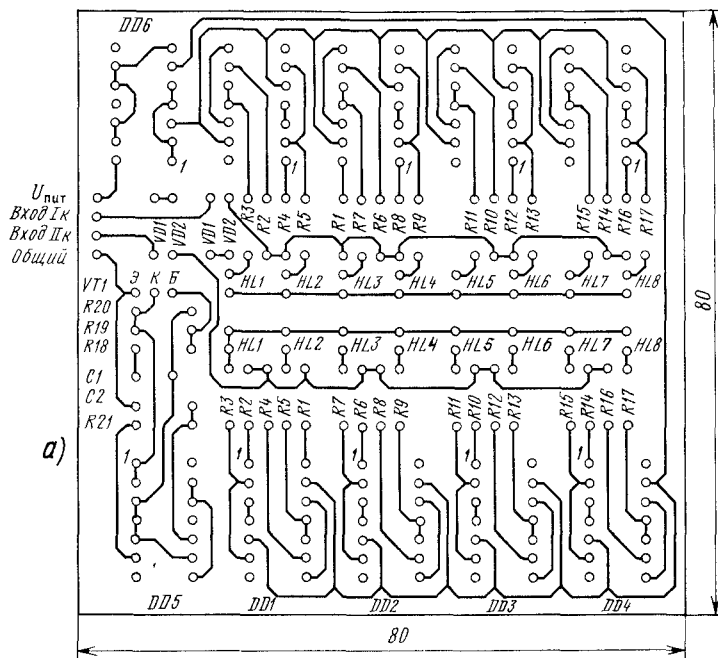 DD6
1 1 1 1 1
Uпит
Вход Iк
Вход IIк
Общий
VD1 VD2 VD1 VD2 R3 R2 R4 R5 R1 R7 R6 R8 R9 R11 R10 R12 R13 R15 R14 R16 R17
VT1 Э К Б HL1 HL2 HL3 HL4 HL5 HL6 HL7 HL8
R20
R19
R18 HL1 HL2 HL3 HL4 HL5 HL6 HL7 HL8
C1
C2
R21 R3 R2 R4 R5 R1 R7 R6 R8 R9 R11 R10 R12 R13 R15 R14 R16 R17
а)
1 1 1 1 1
DD5 DD1 DD2 DD3 DD4
80
80